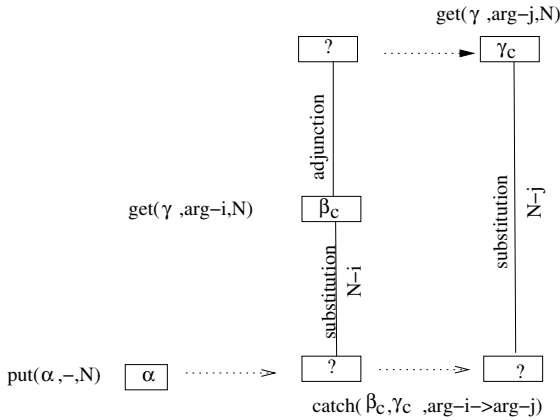 get(γ ,arg-j,N)
?
γc
adjunction
get(γ ,arg-i,N)
βc
substitution
N-i
substitution
N-j
put(α,-,N)
α
?
?
catch(βc,γc ,arg-i->arg-j)